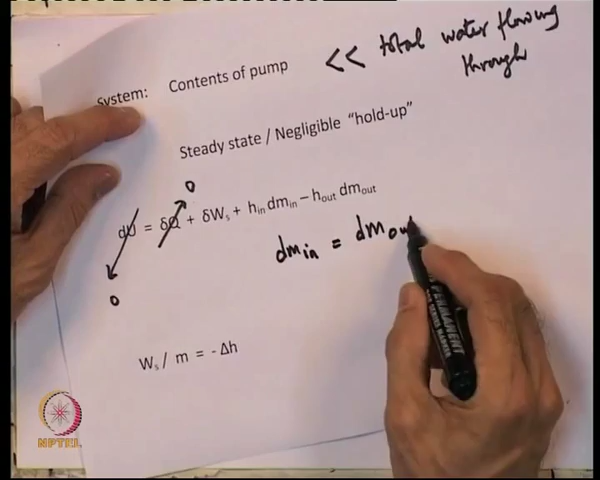 System: Contents of pump << total water flowing
through
Steady state / Negligible "hold-up"
0
dU = δQ + δWₛ + hᵢₙ dmᵢₙ – hₒᵤₜ dmₒᵤₜ
dmᵢₙ = dmₒᵤ
0
Wₛ / m = -Δh
NPTEL